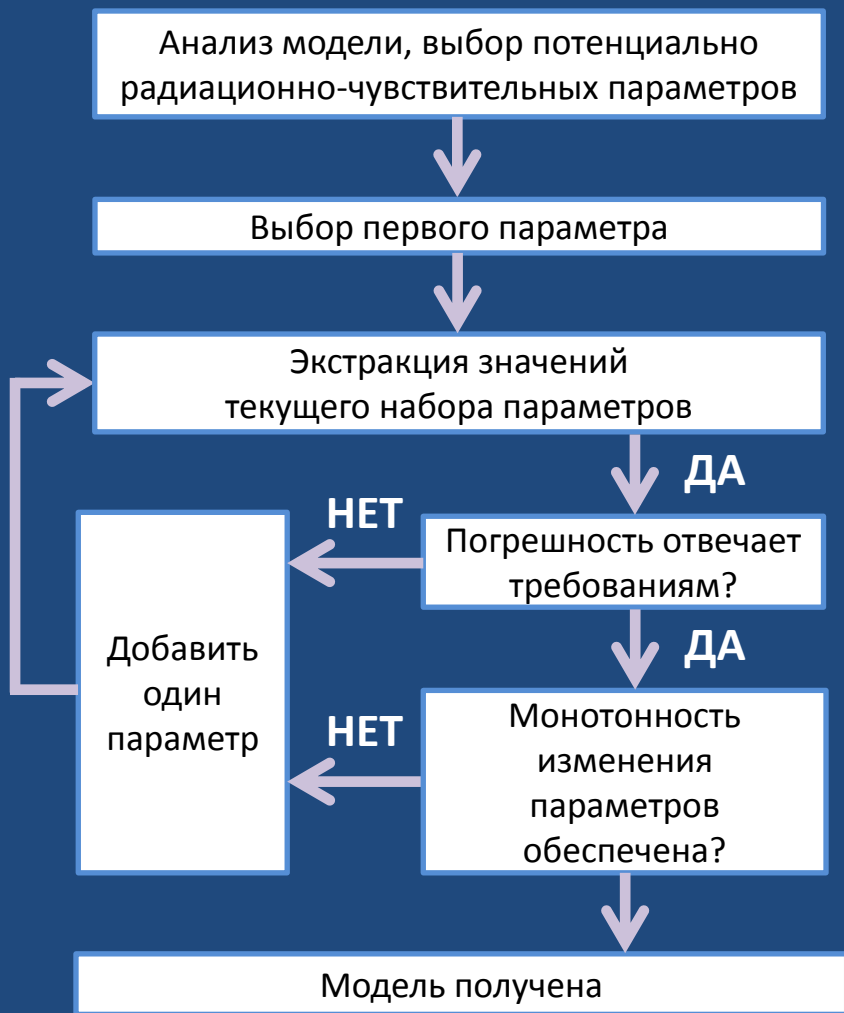 Анализ модели, выбор потенциально
радиационно-чувствительных параметров
Выбор первого параметра
Экстракция значений
текущего набора параметров
ДА
НЕТ
Погрешность отвечает
требованиям?
ДА
Добавить
один
параметр
НЕТ
Монотонность
изменения
параметров
обеспечена?
Модель получена